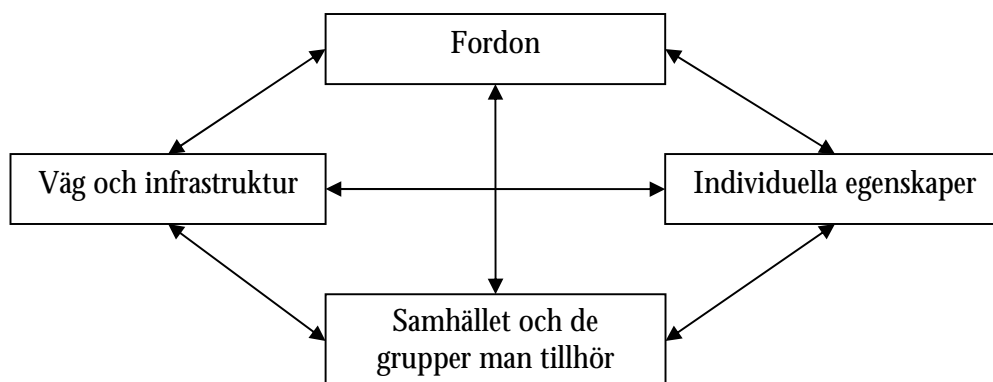 Fordon
Väg och infrastruktur
Individuella egenskaper
Samhället och de
grupper man tillhör